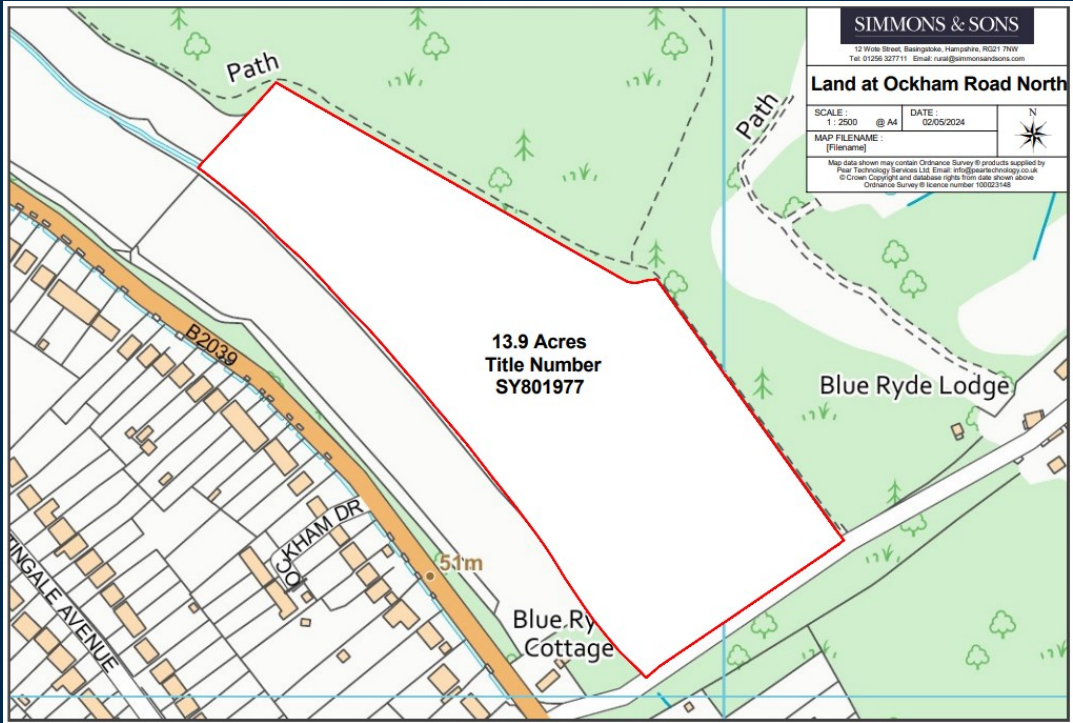 SIMMONS & SONS
12 Wote Street, Basingstoke, Hampshire, RG21 7NW
Tel: 01256 327711 Email: rural@simmonsandsons.com
Land at Ockham Road North
SCALE :
1 : 2500 @ A4
DATE :
02/05/2024
MAP FILENAME :
[Filename]
N
Map data shown may contain Ordnance Survey ® products supplied by
Pear Technology Services Ltd; Email: info@peartechnology.co.uk
© Crown Copyright and database rights from date shown above
Ordnance Survey ® licence number 100023148
Path
Path
13.9 Acres
Title Number
SY801977
B2039
Blue Ryde Lodge
OCKHAM DR
51m
TINGALE AVENUE
Blue Ry
Cottage